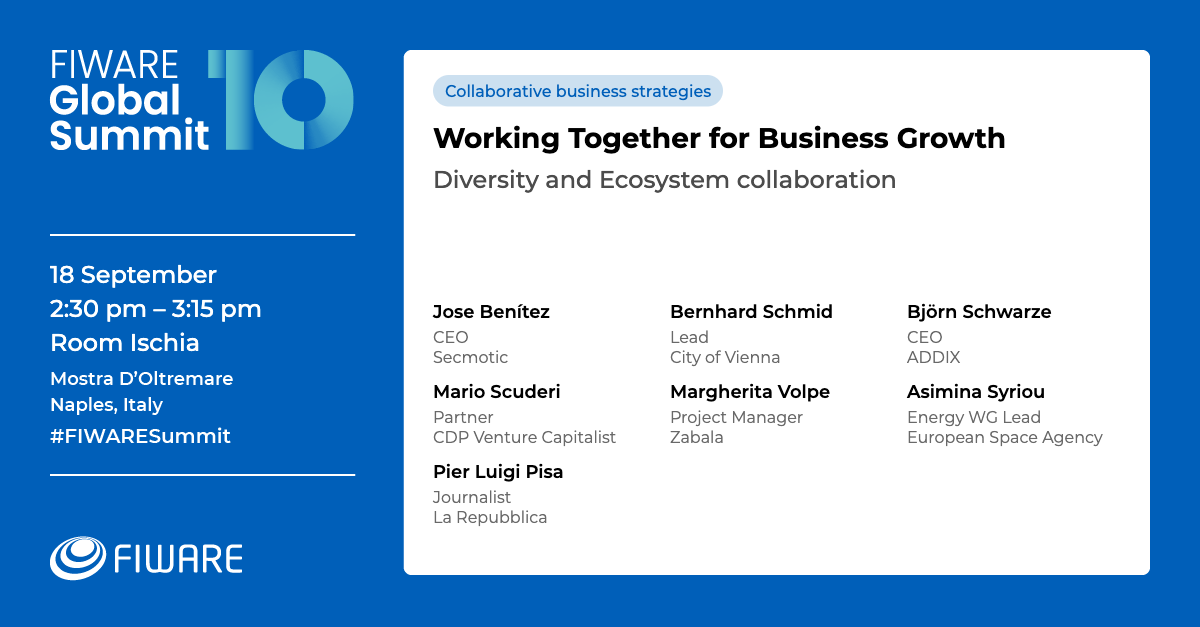 FIWARE
Global
Summit
10
18 September
2:30 pm – 3:15 pm
Room Ischia
Mostra D’Oltremare
Naples, Italy
#FIWARESummit
FIWARE
Collaborative business strategies
Working Together for Business Growth
Diversity and Ecosystem collaboration
Jose Benítez
CEO
Secmotic
Bernhard Schmid
Lead
City of Vienna
Björn Schwarze
CEO
ADDIX
Mario Scuderi
Partner
CDP Venture Capitalist
Margherita Volpe
Project Manager
Zabala
Asimina Syriou
Energy WG Lead
European Space Agency
Pier Luigi Pisa
Journalist
La Repubblica